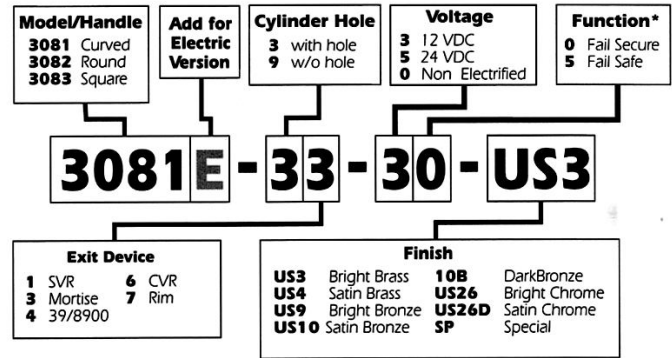 Model/Handle
3081 Curved
3082 Round
3083 Square
Add for
Electric
Version
Cylinder Hole
3 with hole
9 w/o hole
Voltage
3 12 VDC
5 24 VDC
0 Non Electrified
Function*
0 Fail Secure
5 Fail Safe
3081E-33-30-US3
Exit Device
1 SVR 6 CVR
3 Mortise 7 Rim
4 39/8900
Finish
US3 Bright Brass 10B DarkBronze
US4 Satin Brass US26 Bright Chrome
US9 Bright Bronze US26D Satin Chrome
US10 Satin Bronze SP Special